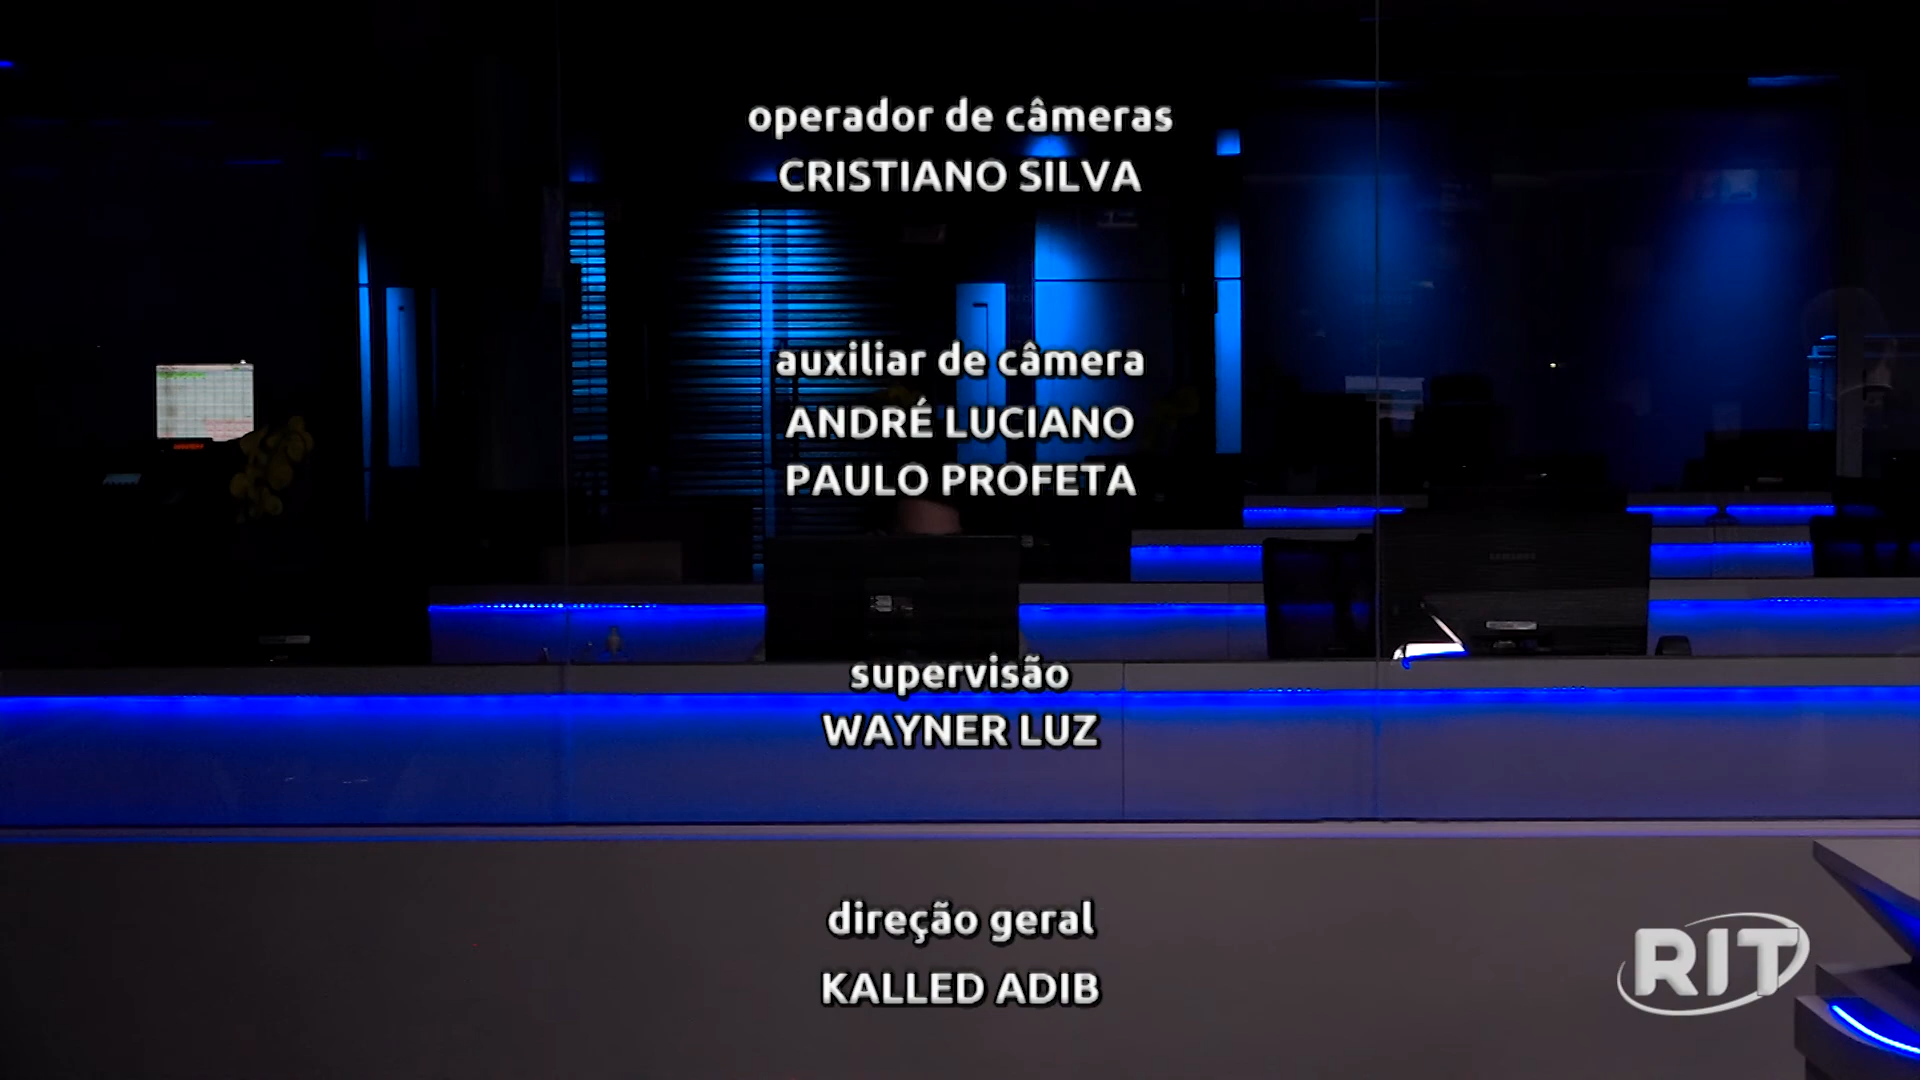 operador de câmeras
CRISTIANO SILVA
auxiliar de câmera
ANDRÉ LUCIANO
PAULO PROFETA
supervisão
WAYNER LUZ
direção geral
KALLED ADIB
RIT